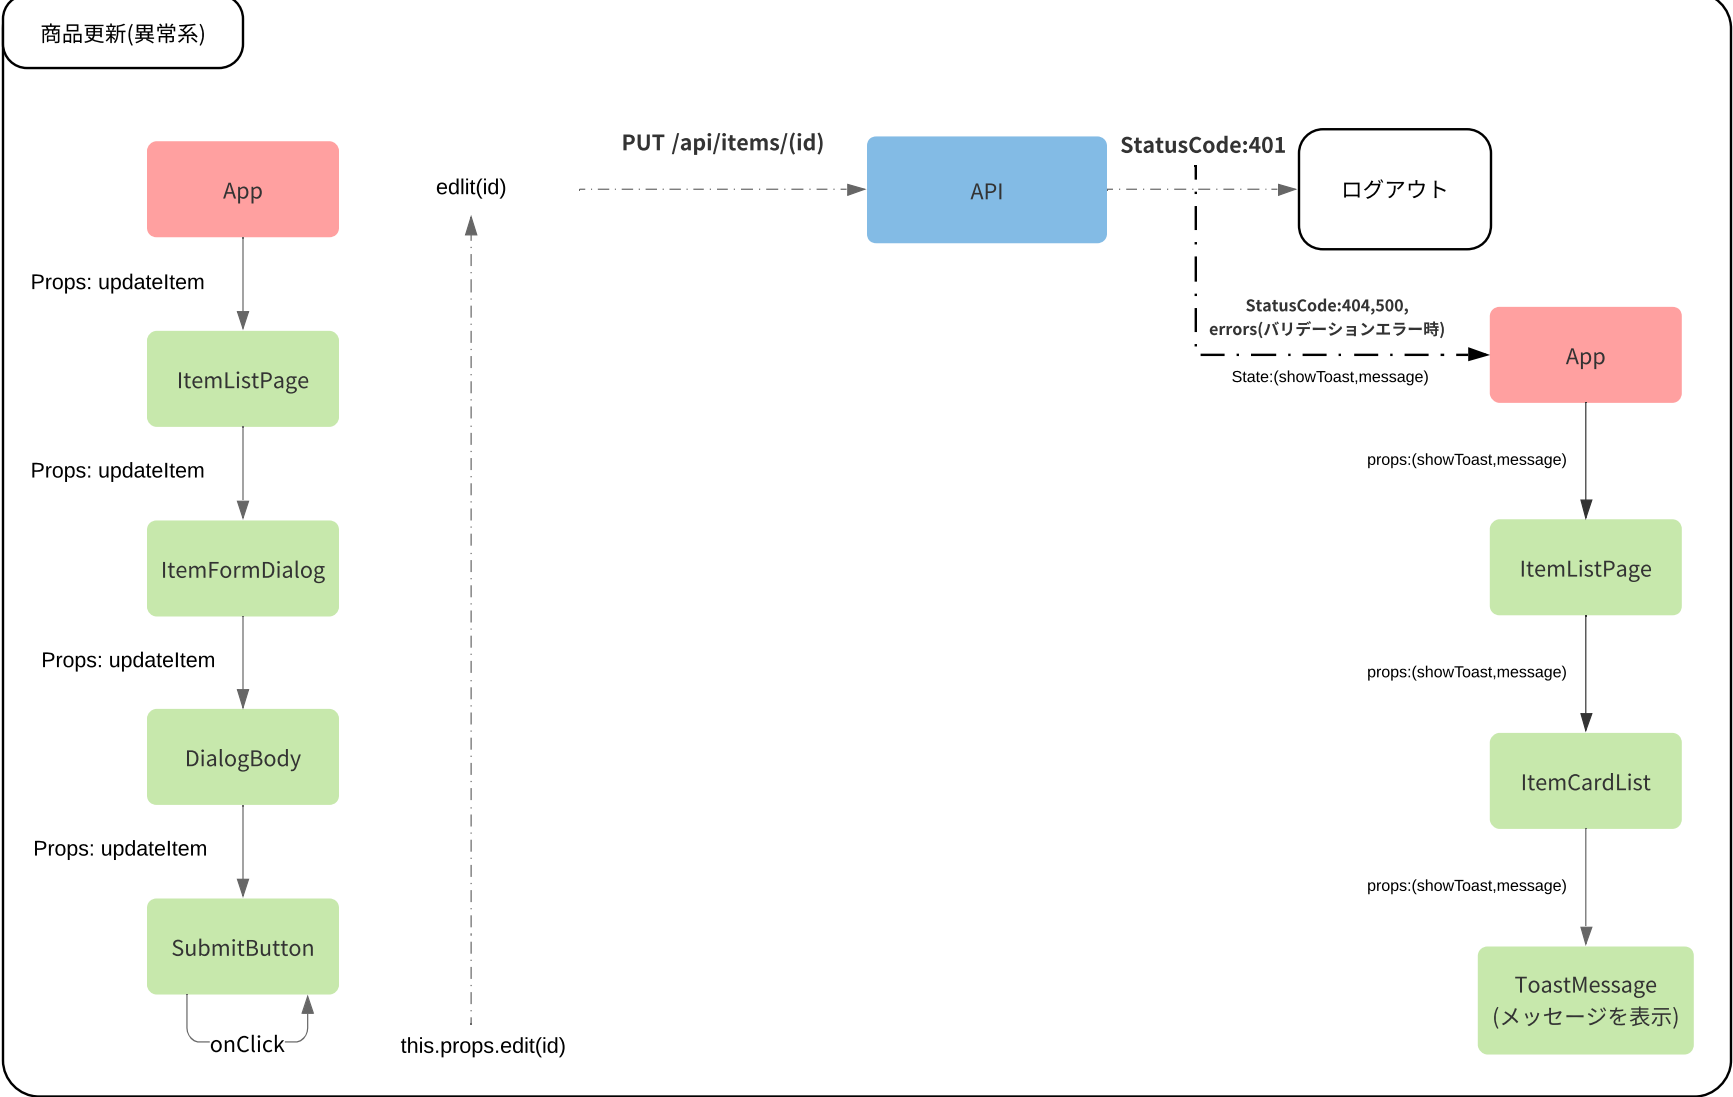 商品更新(異常系)
App
Props: updateItem
ItemListPage
Props: updateItem
ItemFormDialog
Props: updateItem
DialogBody
Props: updateItem
SubmitButton
onClick
edlit(id)
this.props.edit(id)
PUT /api/items/(id)
API
StatusCode:401
ログアウト
StatusCode:404,500,
errors(バリデーションエラー時)
State:(showToast,message)
App
props:(showToast,message)
ItemListPage
props:(showToast,message)
ItemCardList
props:(showToast,message)
ToastMessage
(メッセージを表示)